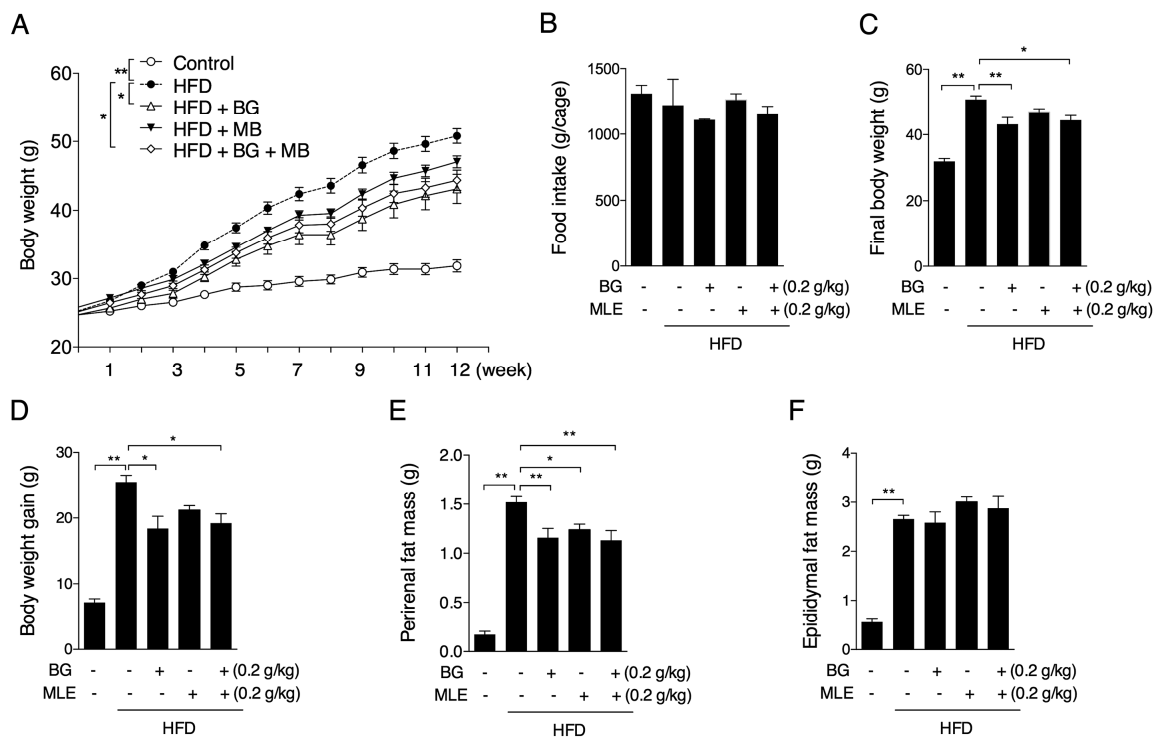 A
Body weight (g)
60
50
40
30
20
1 3 5 7 9 11 12 (week)
** * *
Control
HFD
HFD + BG
HFD + MB
HFD + BG + MB
B
Food intake (g/cage)
1500
1000
500
0
BG - - + - + (0.2 g/kg)
MLE - - - + + (0.2 g/kg)
HFD
C
Final body weight (g)
60
40
20
0
*
** **
BG - - + - + (0.2 g/kg)
MLE - - - + + (0.2 g/kg)
HFD
D
Body weight gain (g)
30
20
10
0
*
** *
BG - - + - + (0.2 g/kg)
MLE - - - + + (0.2 g/kg)
HFD
E
Perirenal fat mass (g)
2.0
1.5
1.0
0.5
0.0
**
*
** **
BG - - + - + (0.2 g/kg)
MLE - - - + + (0.2 g/kg)
HFD
F
Epididymal fat mass (g)
4
3
2
1
0
**
BG - - + - + (0.2 g/kg)
MLE - - - + + (0.2 g/kg)
HFD